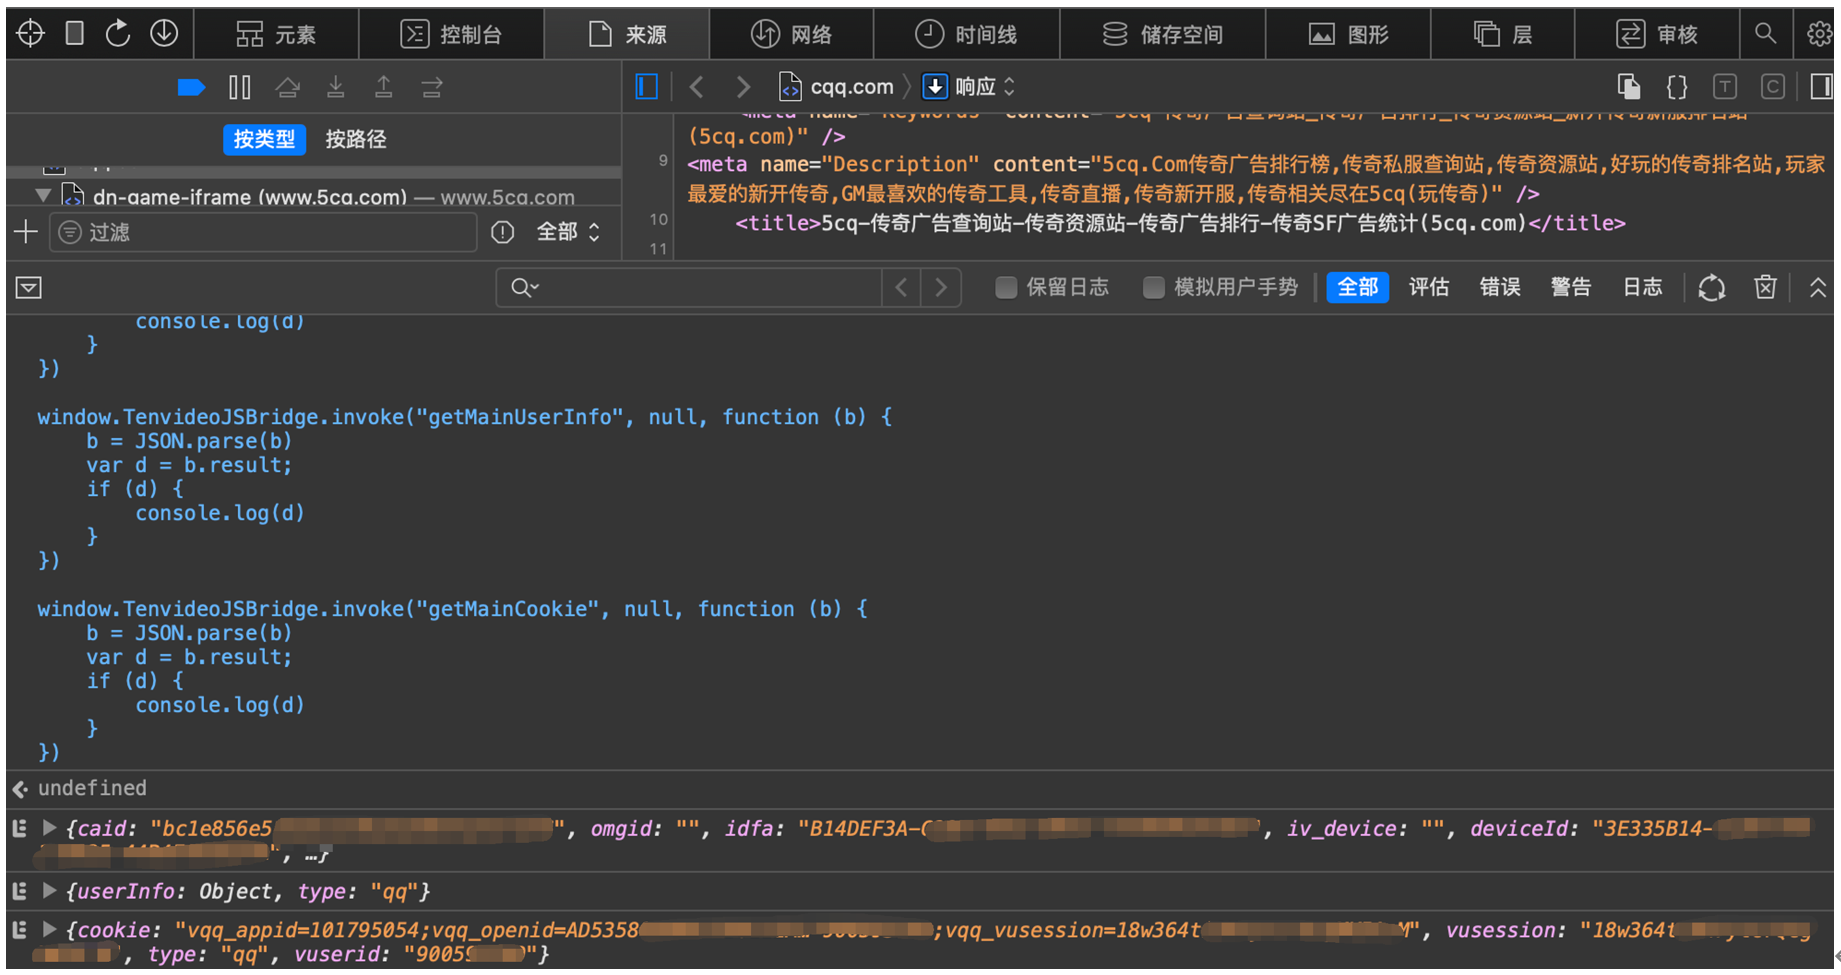 元素 控制台 来源 网络 时间线 储存空间 图形 层 审核
cqq.com 响应
按类型 按路径
(5cq.com)" />
9 <meta name="Description" content="5cq.Com传奇广告排行榜,传奇私服查询站,传奇资源站,好玩的传奇排名站,玩家
最爱的新开传奇,GM最喜欢的传奇工具,传奇直播,传奇新开服,传奇相关尽在5cq(玩传奇)" />
dn-game-iframe (www.5cq.com) — www.5cq.com
10 <title>5cq-传奇广告查询站-传奇资源站-传奇广告排行-传奇SF广告统计(5cq.com)</title>
过滤 全部
11
保留日志 模拟用户手势 全部 评估 错误 警告 日志
console.log(d)
}
})
window.TenvideoJSBridge.invoke("getMainUserInfo", null, function (b) {
b = JSON.parse(b)
var d = b.result;
if (d) {
console.log(d)
}
})
window.TenvideoJSBridge.invoke("getMainCookie", null, function (b) {
b = JSON.parse(b)
var d = b.result;
if (d) {
console.log(d)
}
})
undefined
{caid: "bc1e856e5 ", omgid: "", idfa: "B14DEF3A- ", iv_device: "", deviceId: "3E335B14-
", …}
{userInfo: Object, type: "qq"}
{cookie: "vqq_appid=101795054;vqq_openid=AD5358 ;vqq_vusession=18w364t M", vusession: "18w364t
", type: "qq", vuserid: "90059 "}